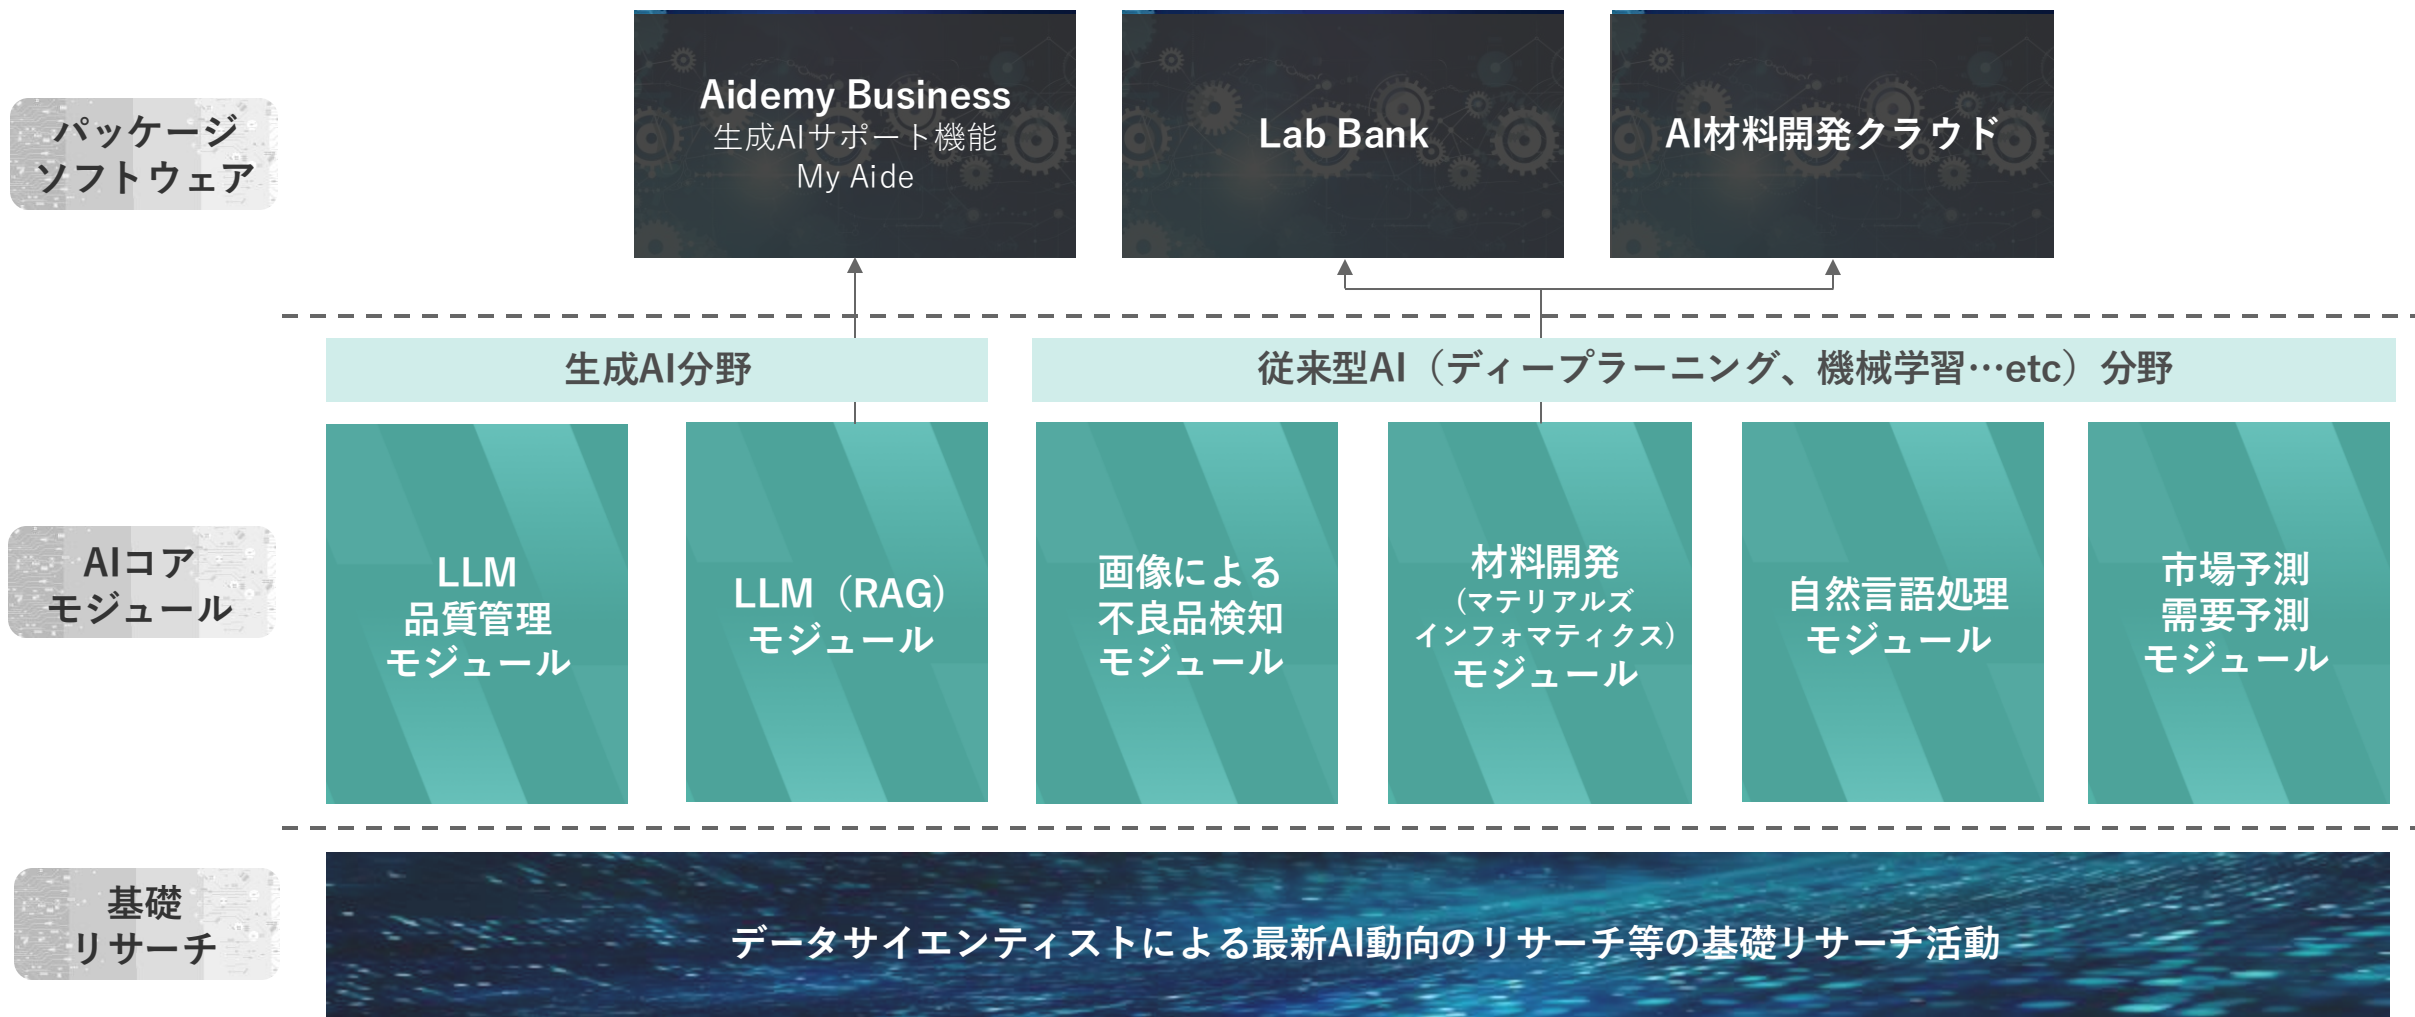 パッケージ
ソフトウェア
Aidemy Business
生成AIサポート機能
My Aide
Lab Bank
AI材料開発クラウド
生成AI分野
従来型AI（ディープラーニング、機械学習…etc）分野
AIコア
モジュール
LLM
品質管理
モジュール
LLM（RAG）
モジュール
画像による
不良品検知
モジュール
材料開発
（マテリアルズ
インフォマティクス）
モジュール
自然言語処理
モジュール
市場予測
需要予測
モジュール
基礎
リサーチ
データサイエンティストによる最新AI動向のリサーチ等の基礎リサーチ活動